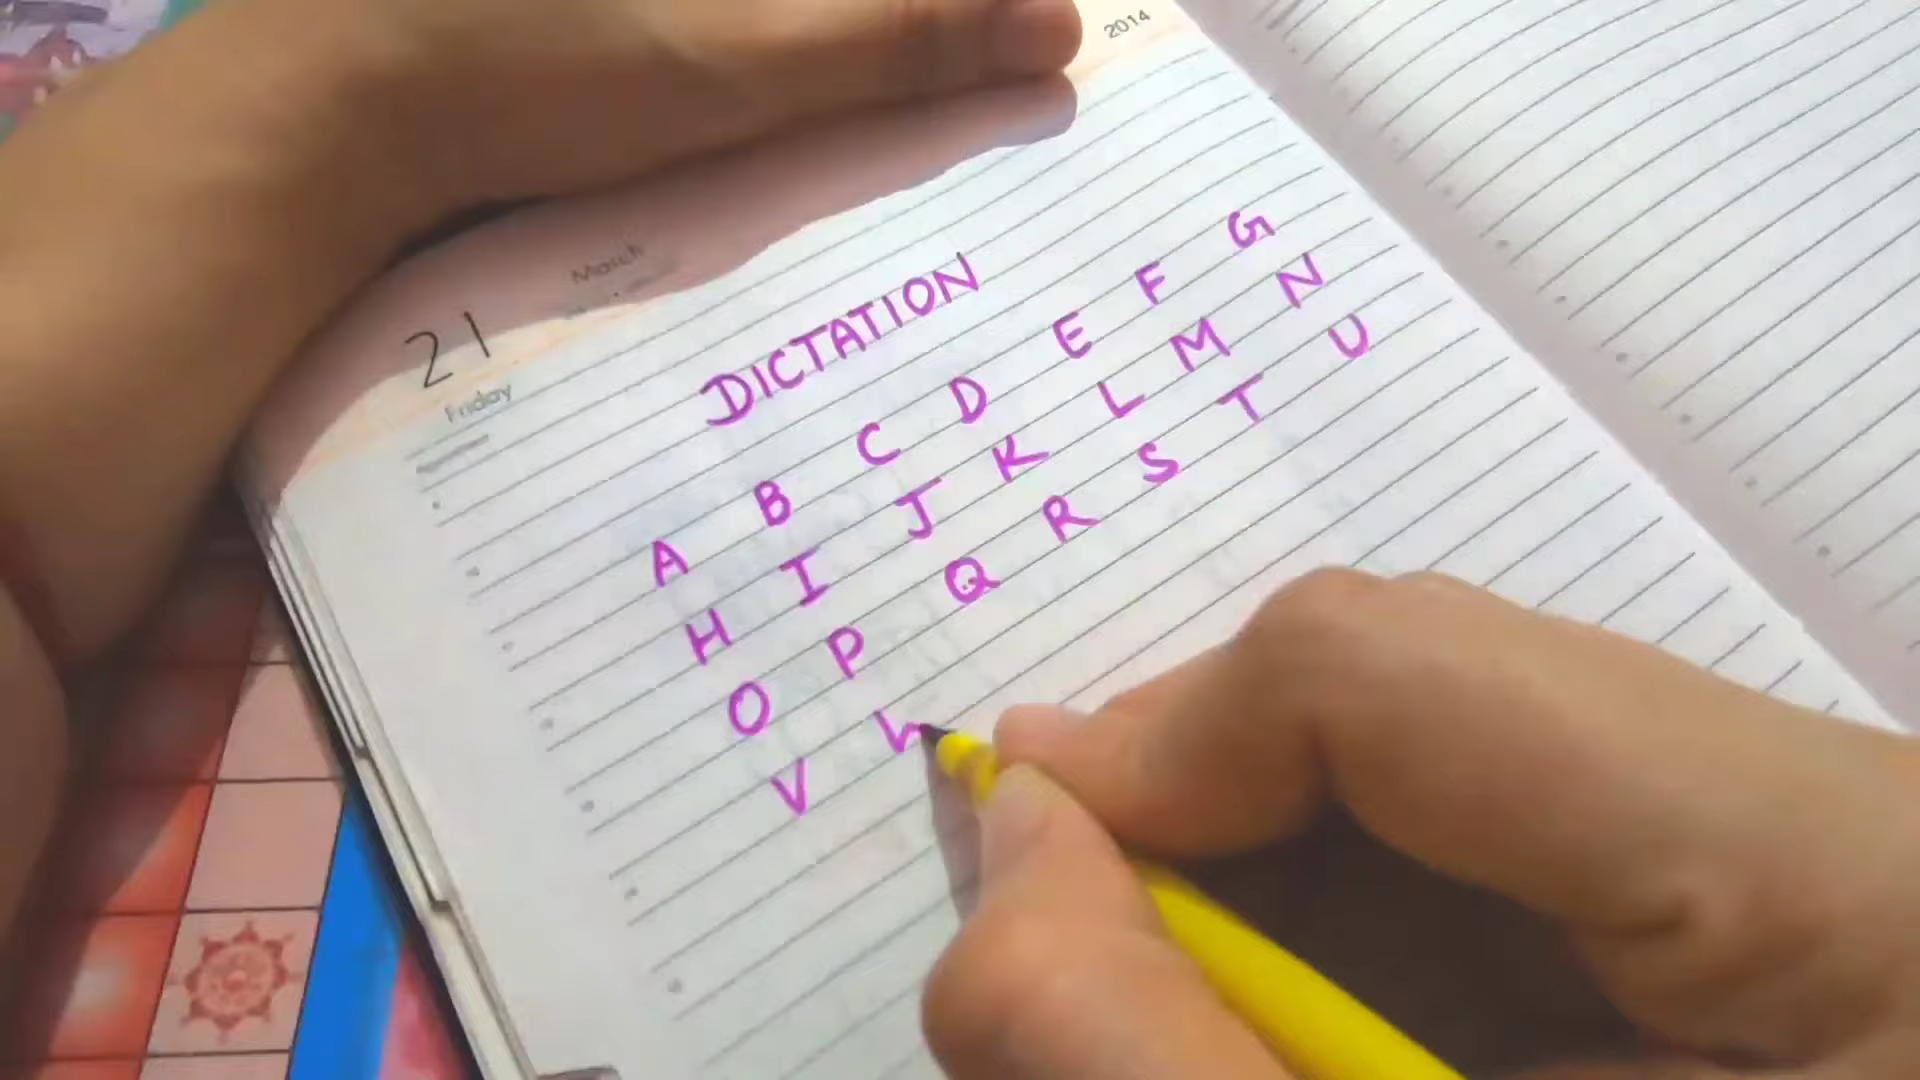 2014
March
21
Friday
DICTATION
A B C D E F G
H I J K L M N
O P Q R S T U
V